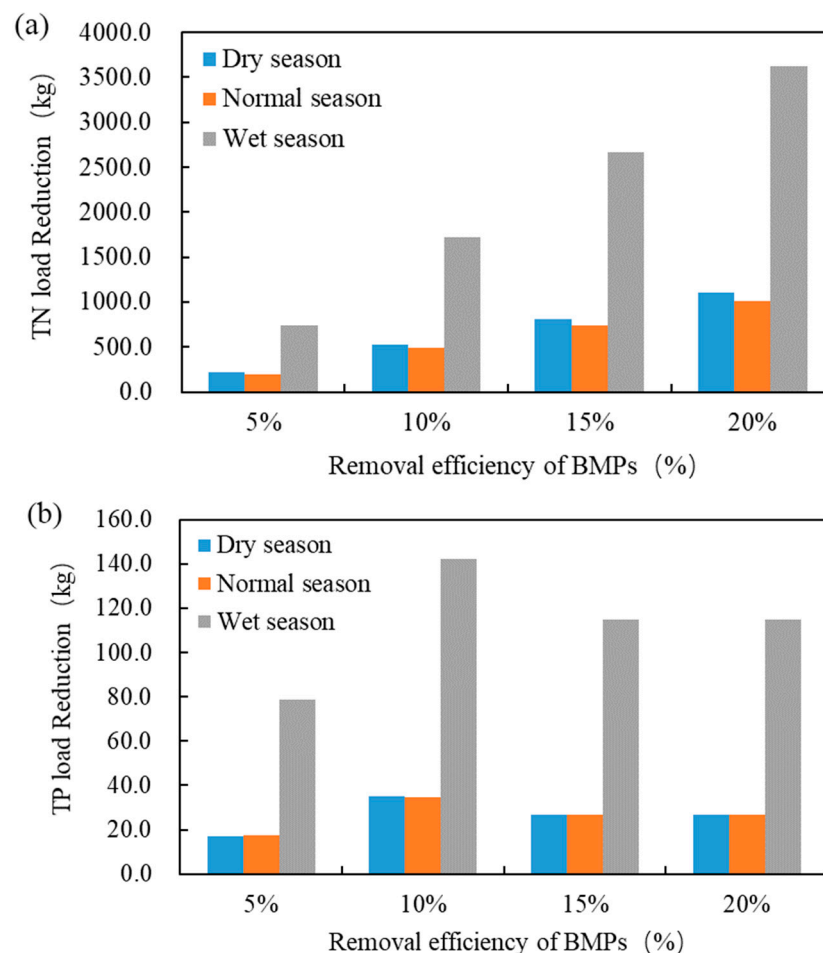 (a)
4000.0
3500.0
3000.0
2500.0
2000.0
1500.0
1000.0
500.0
0.0
TN load Reduction（kg）
Dry season
Normal season
Wet season
5% 10% 15% 20%
Removal efficiency of BMPs（%）
(b)
160.0
140.0
120.0
100.0
80.0
60.0
40.0
20.0
0.0
TP load Reduction（kg）
Dry season
Normal season
Wet season
5% 10% 15% 20%
Removal efficiency of BMPs（%）